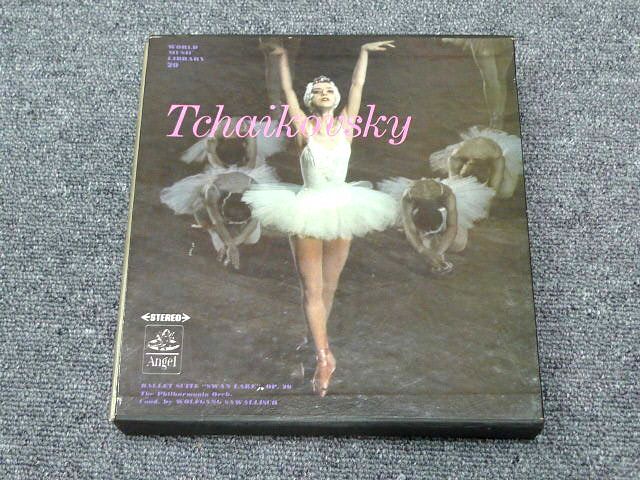 WORLD
MUSIC
LIBRARY
29
Tchaikovsky
STEREO
Angel
BALLET SUITE "SWAN LAKE", OP. 20
The Philharmonia Orch.
Cond. by WOLFGANG SAWALLISCH